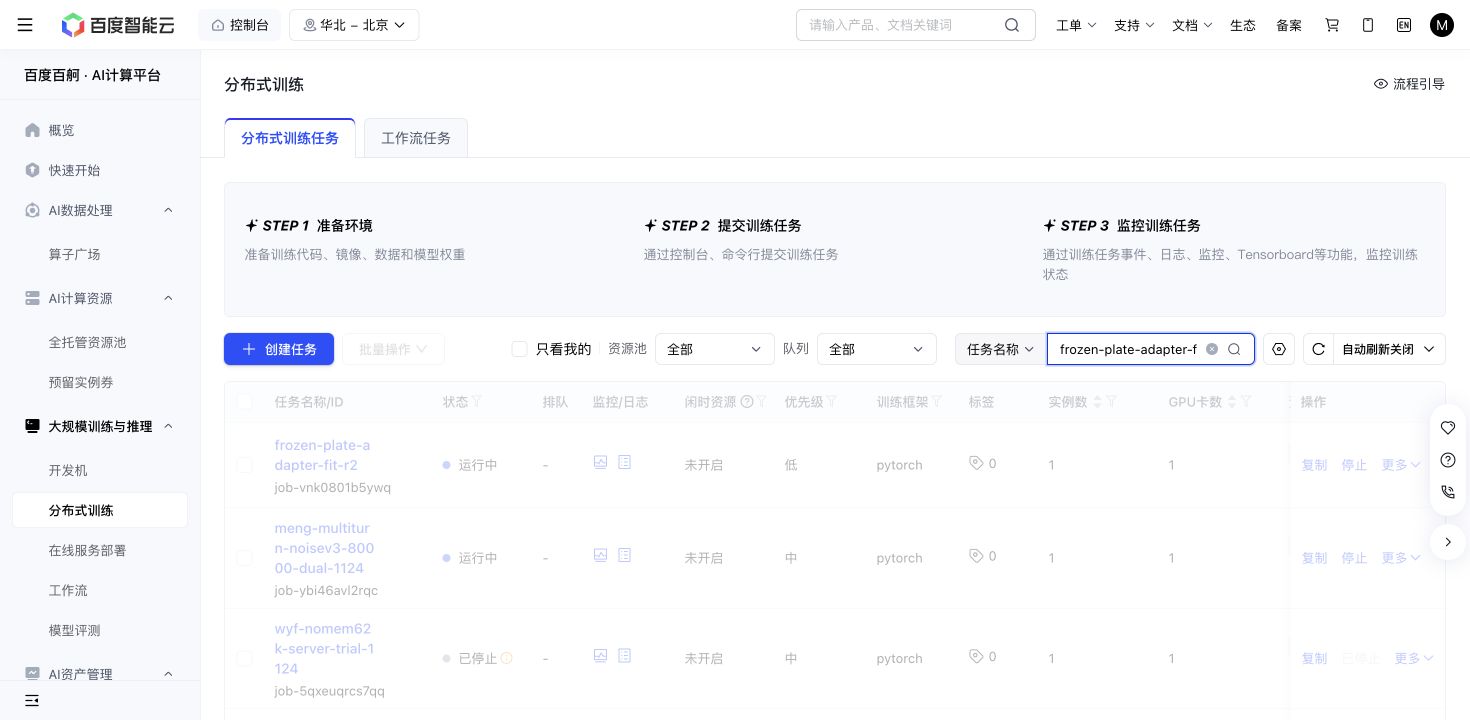 百度智能云
控制台
华北 – 北京
请输入产品、文档关键词
工单
支持
文档
生态
备案
EN
M
百度百舸 · AI计算平台
概览
快速开始
AI数据处理
算子广场
AI计算资源
全托管资源池
预留实例券
大规模训练与推理
开发机
分布式训练
在线服务部署
工作流
模型评测
AI资产管理
分布式训练
流程引导
分布式训练任务
工作流任务
STEP 1 准备环境
准备训练代码、镜像、数据和模型权重
STEP 2 提交训练任务
通过控制台、命令行提交训练任务
STEP 3 监控训练任务
通过训练任务事件、日志、监控、Tensorboard等功能，监控训练
状态
创建任务
批量操作
只看我的
资源池
全部
队列
全部
任务名称
frozen-plate-adapter-f
自动刷新关闭
任务名称/ID 状态 排队 监控/日志 闲时资源 优先级 训练框架 标签 实例数 GPU卡数 操作
frozen-plate-a
dapter-fit-r2
job-vnk0801b5ywq
运行中 - 未开启 低 pytorch 0 1 1 复制 停止 更多
meng-multitur
n-noisev3-800
00-dual-1124
job-ybi46avl2rqc
运行中 - 未开启 中 pytorch 0 1 1 复制 停止 更多
wyf-nomem62
k-server-trial-1
124
job-5qxeuqrcs7qq
已停止 - 未开启 中 pytorch 0 1 1 复制 已停止 更多